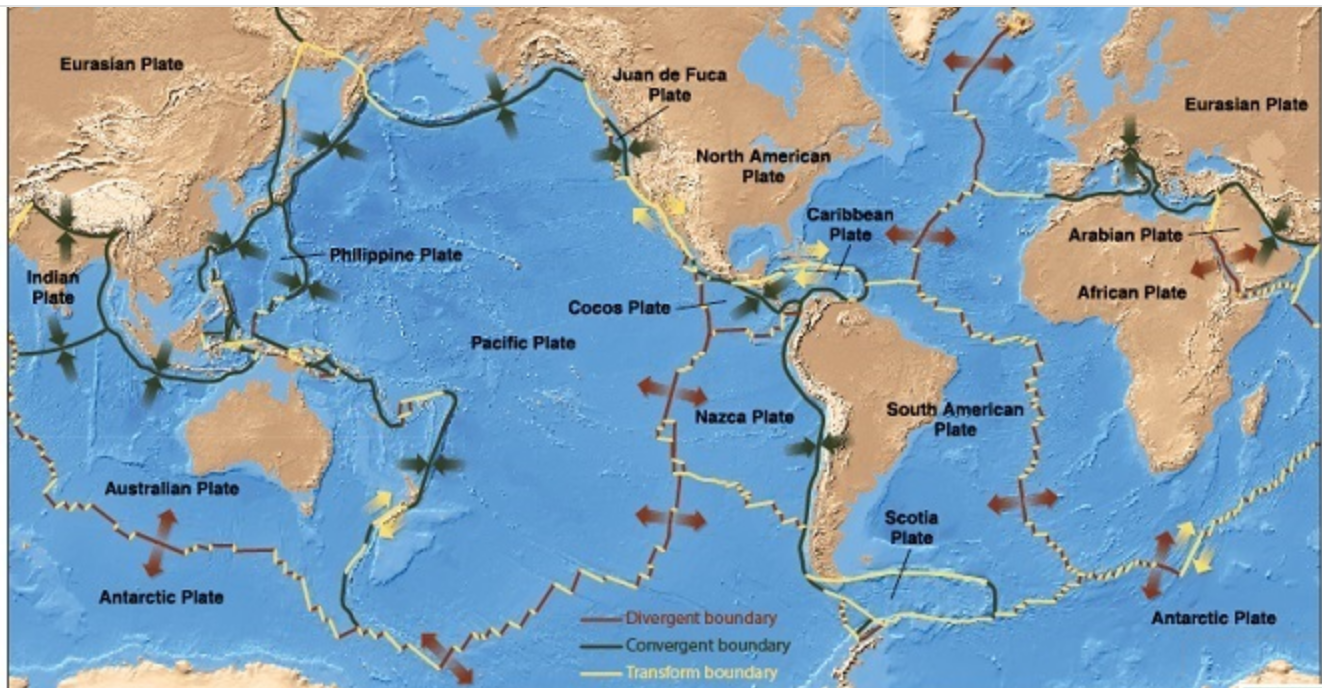 Eurasian Plate
Juan de Fuca
Plate
Eurasian Plate
North American
Plate
Caribbean
Plate
Arabian Plate
Philippine Plate
Indian
Plate
African Plate
Cocos Plate
Pacific Plate
Nazca Plate
South American
Plate
Australian Plate
Scotia
Plate
Antarctic Plate
Antarctic Plate
Divergent boundary
Convergent boundary
Transform boundary